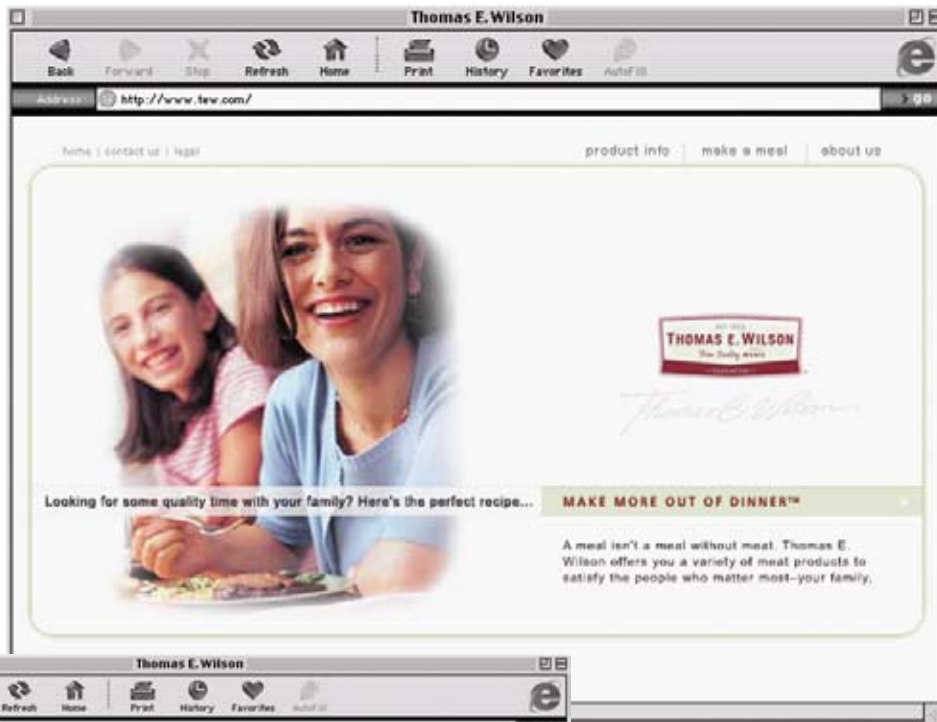 Thomas E. Wilson
Back Forward Stop Refresh Home Print History Favorites AutoFill
Address http://www.tew.com/ go
home | contact us | legal
product info | make a meal | about us
THOMAS E. WILSON
Thomas E. Wilson
Looking for some quality time with your family? Here's the perfect recipe...
MAKE MORE OUT OF DINNER™
A meal isn't a meal without meat. Thomas E.
Wilson offers you a variety of meat products to
satisfy the people who matter most–your family.
Thomas E. Wilson
Refresh Home Print History Favorites AutoFill